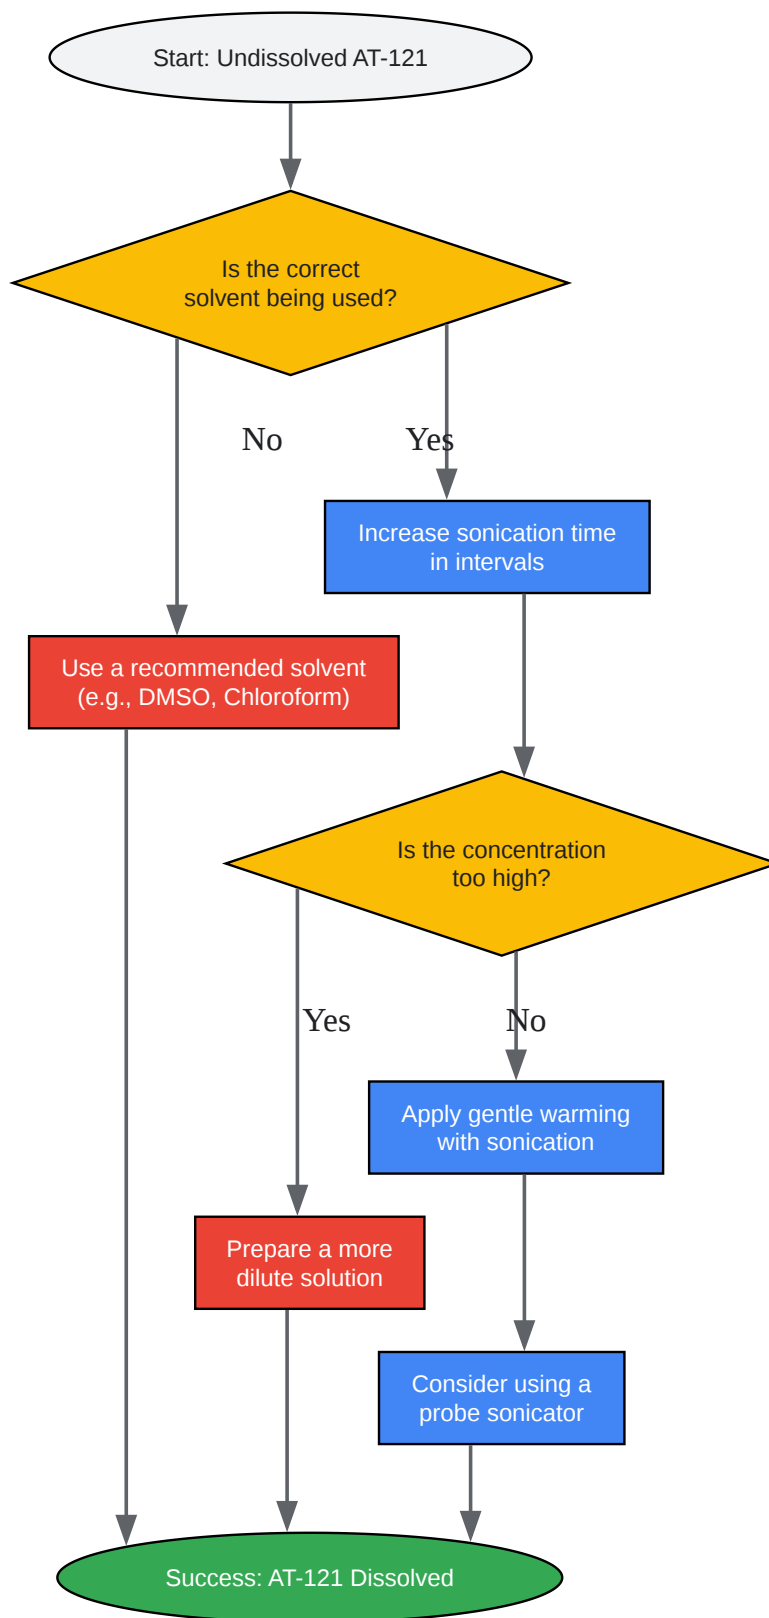 Start: Undissolved AT-121
Is the correct
solvent being used?
No
Yes
Increase sonication time
in intervals
Use a recommended solvent
(e.g., DMSO, Chloroform)
Is the concentration
too high?
Yes
No
Apply gentle warming
with sonication
Prepare a more
dilute solution
Consider using a
probe sonicator
Success: AT-121 Dissolved